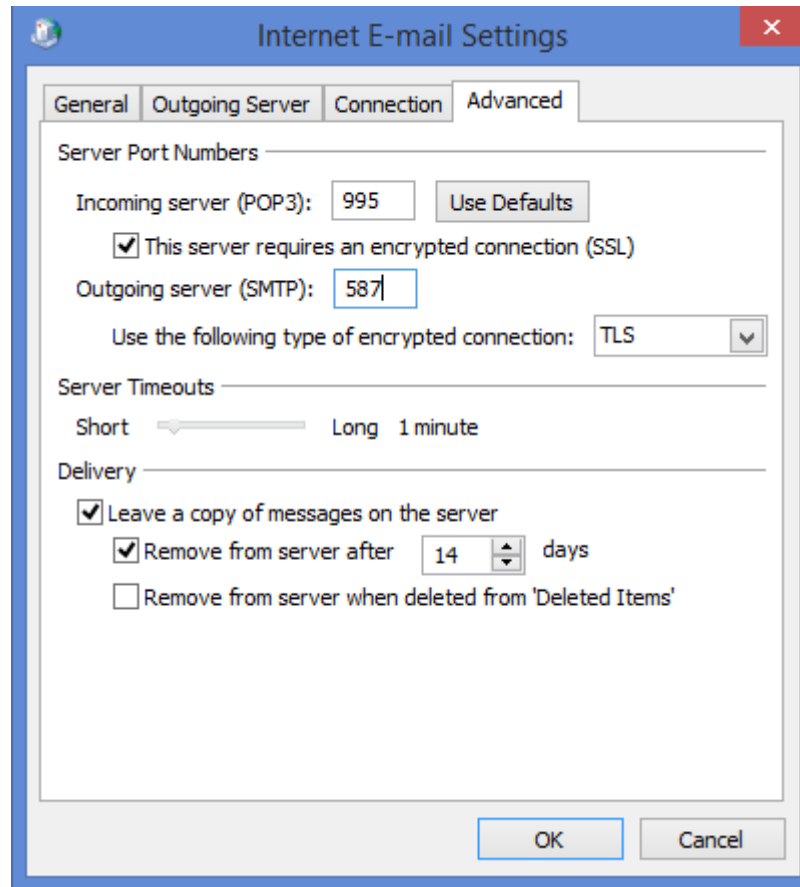 Internet E-mail Settings
General Outgoing Server Connection Advanced
Server Port Numbers
Incoming server (POP3): 995 Use Defaults
This server requires an encrypted connection (SSL)
Outgoing server (SMTP): 587
Use the following type of encrypted connection: TLS
Server Timeouts
Short Long 1 minute
Delivery
Leave a copy of messages on the server
Remove from server after 14 days
Remove from server when deleted from 'Deleted Items'
OK Cancel